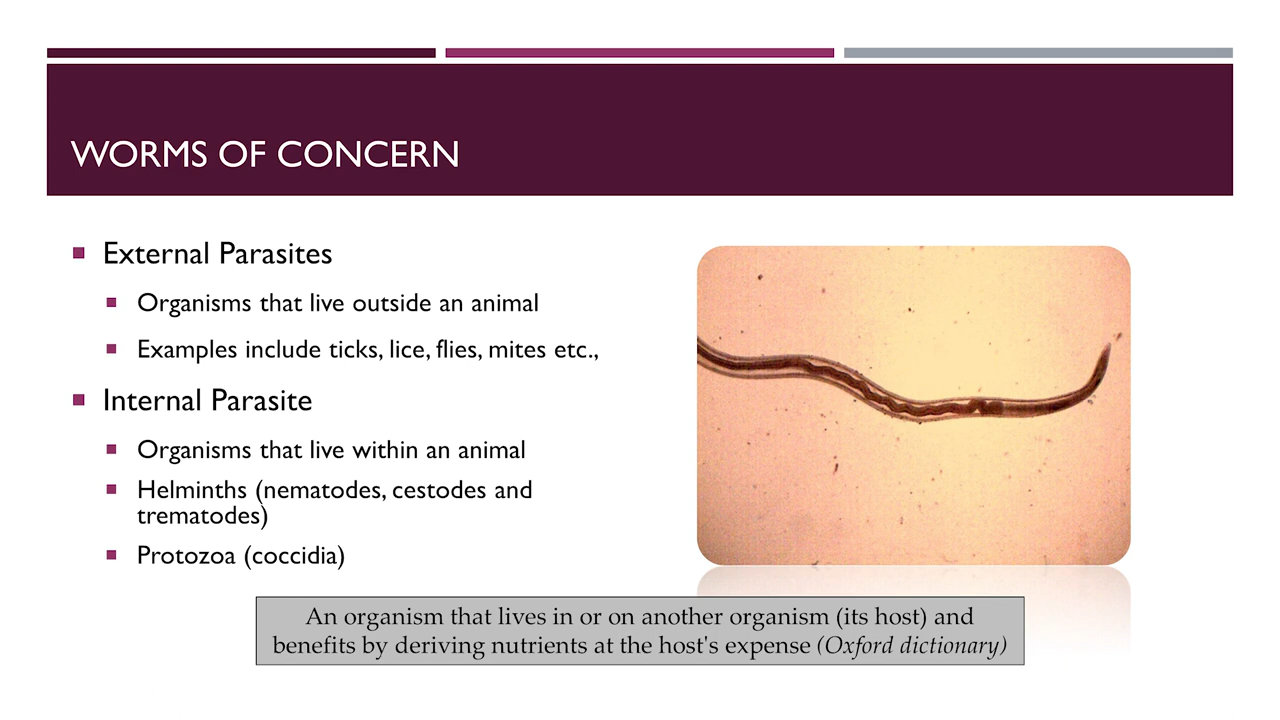 WORMS OF CONCERN
External Parasites
Organisms that live outside an animal
Examples include ticks, lice, flies, mites etc.,
Internal Parasite
Organisms that live within an animal
Helminths (nematodes, cestodes and
trematodes)
Protozoa (coccidia)
An organism that lives in or on another organism (its host) and
benefits by deriving nutrients at the host's expense (Oxford dictionary)